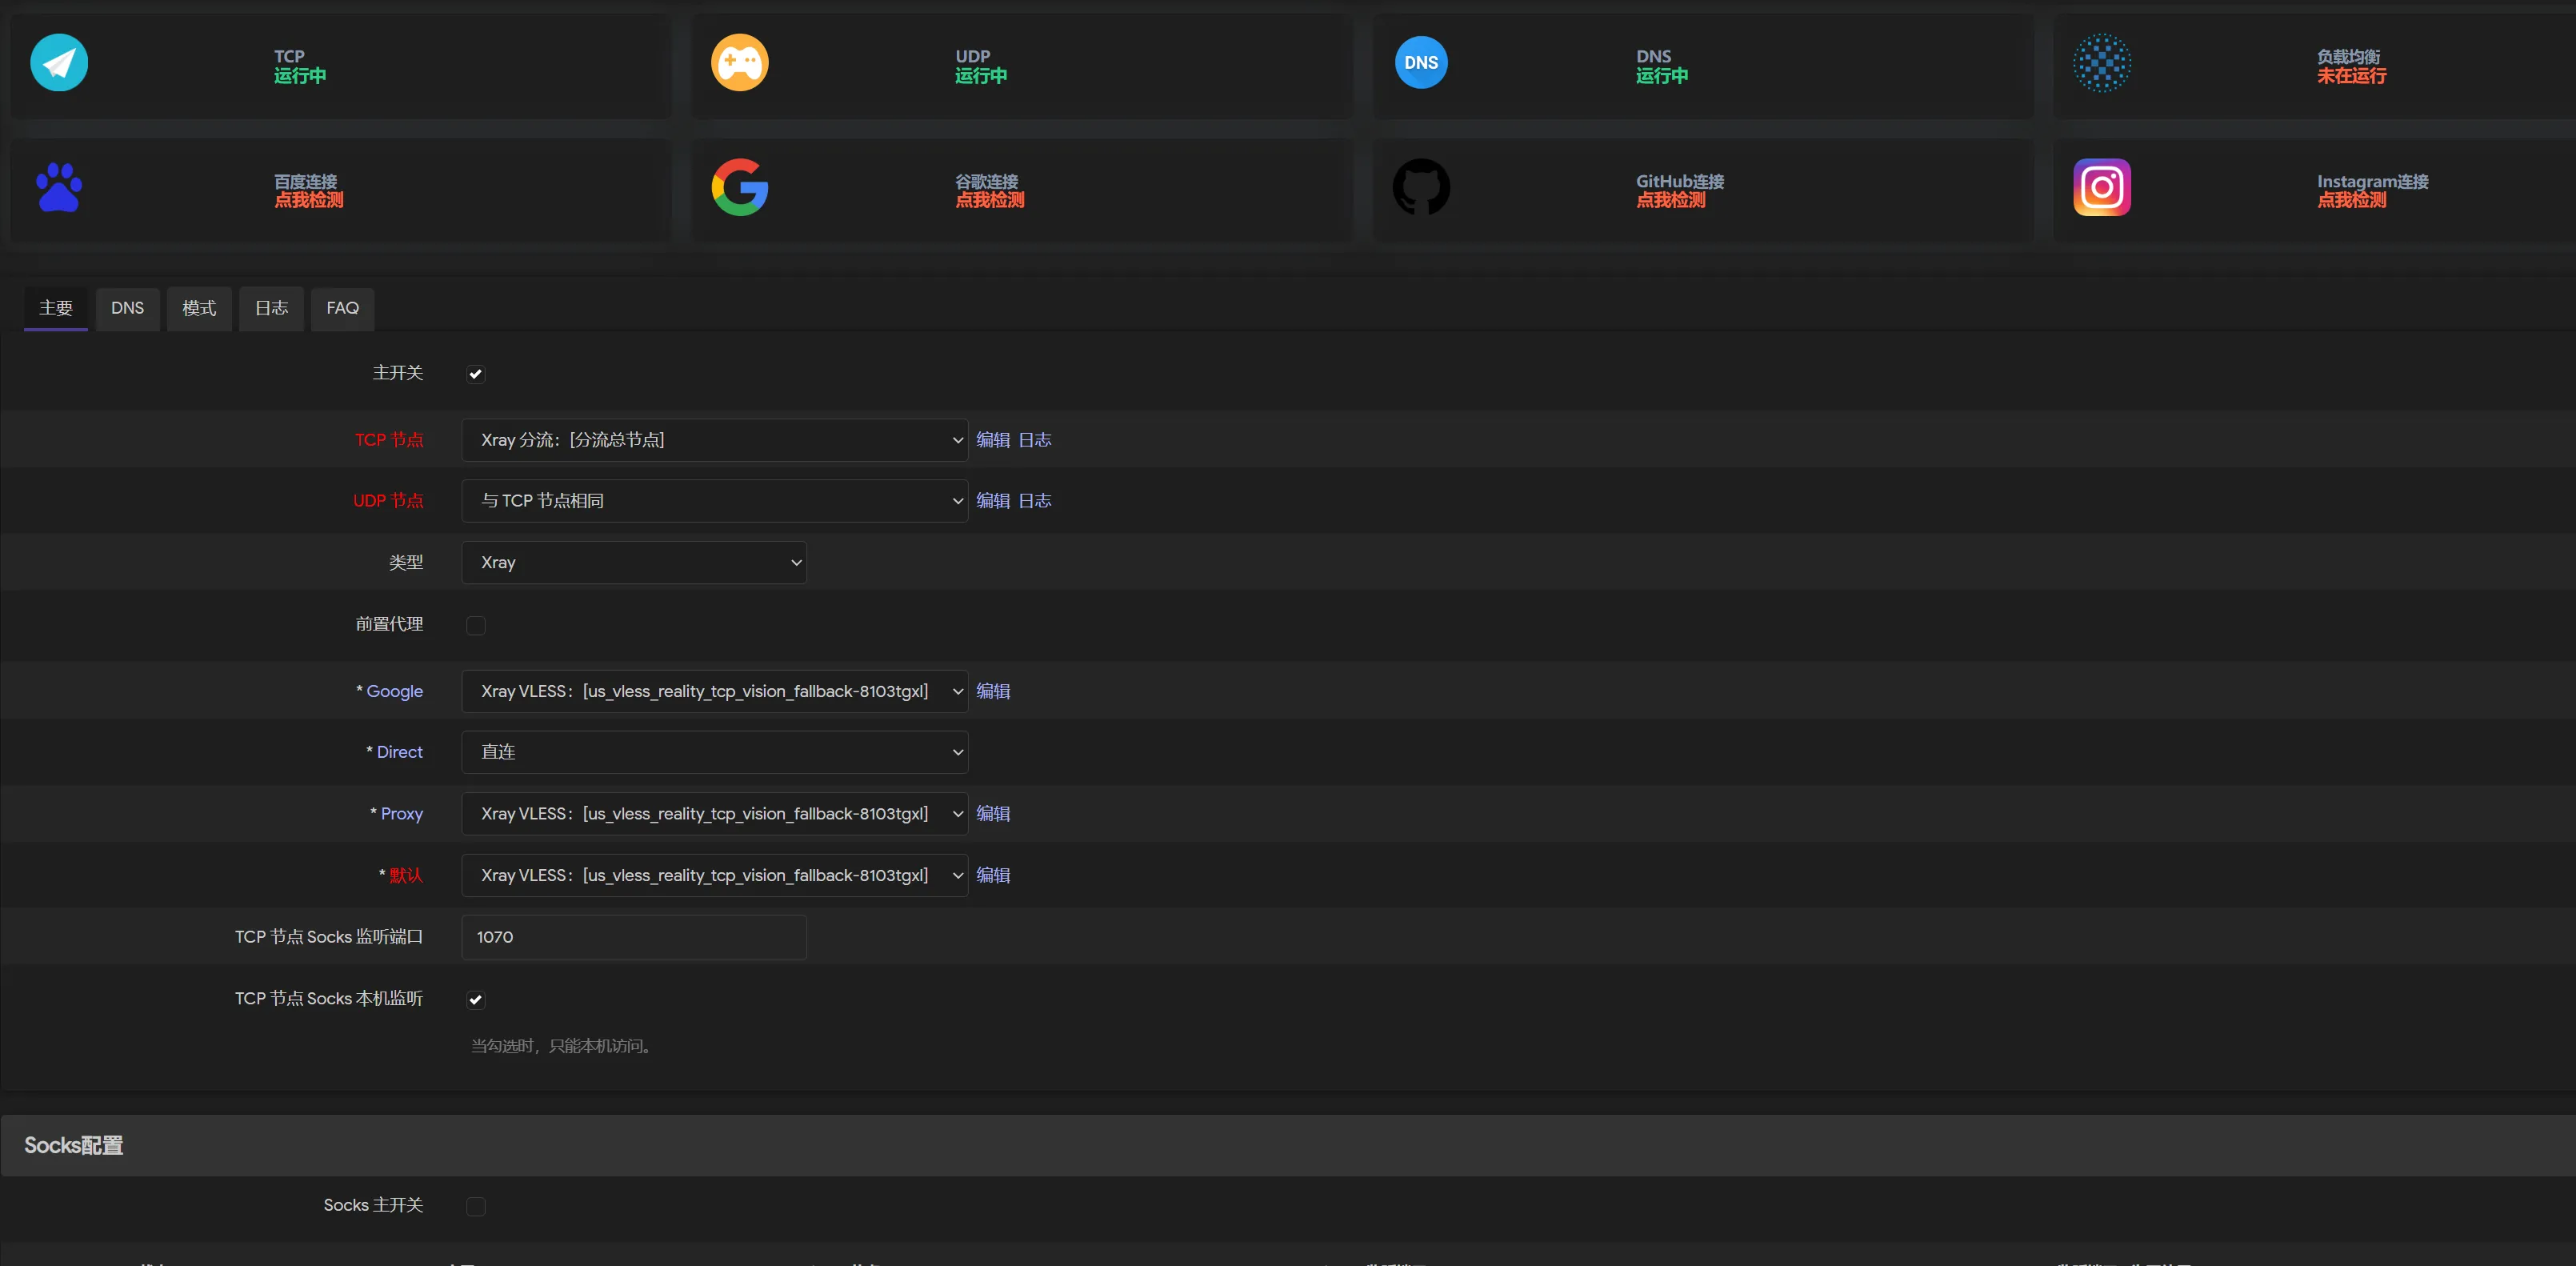 TCP
运行中
UDP
运行中
DNS
DNS
运行中
负载均衡
未在运行
百度连接
点我检测
谷歌连接
点我检测
GitHub连接
点我检测
Instagram连接
点我检测
主要 DNS 模式 日志 FAQ
主开关
TCP 节点 Xray 分流：[分流总节点] 编辑 日志
UDP 节点 与 TCP 节点相同 编辑 日志
类型 Xray
前置代理
* Google Xray VLESS：[us_vless_reality_tcp_vision_fallback-8103tgxl] 编辑
* Direct 直连
* Proxy Xray VLESS：[us_vless_reality_tcp_vision_fallback-8103tgxl] 编辑
* 默认 Xray VLESS：[us_vless_reality_tcp_vision_fallback-8103tgxl] 编辑
TCP 节点 Socks 监听端口 1070
TCP 节点 Socks 本机监听
当勾选时，只能本机访问。
Socks配置
Socks 主开关